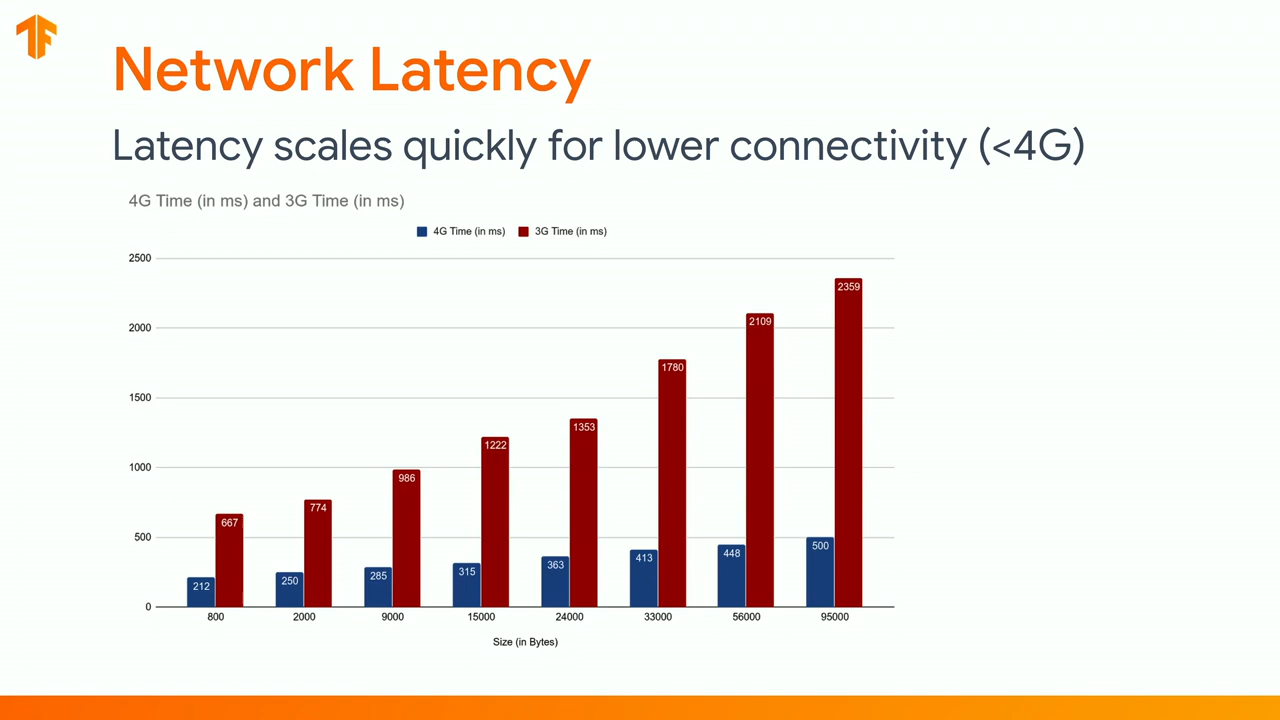 Network Latency
Latency scales quickly for lower connectivity (<4G)
4G Time (in ms) and 3G Time (in ms)
4G Time (in ms) 3G Time (in ms)
2500
2000
1500
1000
500
0
212 667
250 774
285 986
315 1222
363 1353
413 1780
448 2109
500 2359
800 2000 9000 15000 24000 33000 56000 95000
Size (in Bytes)